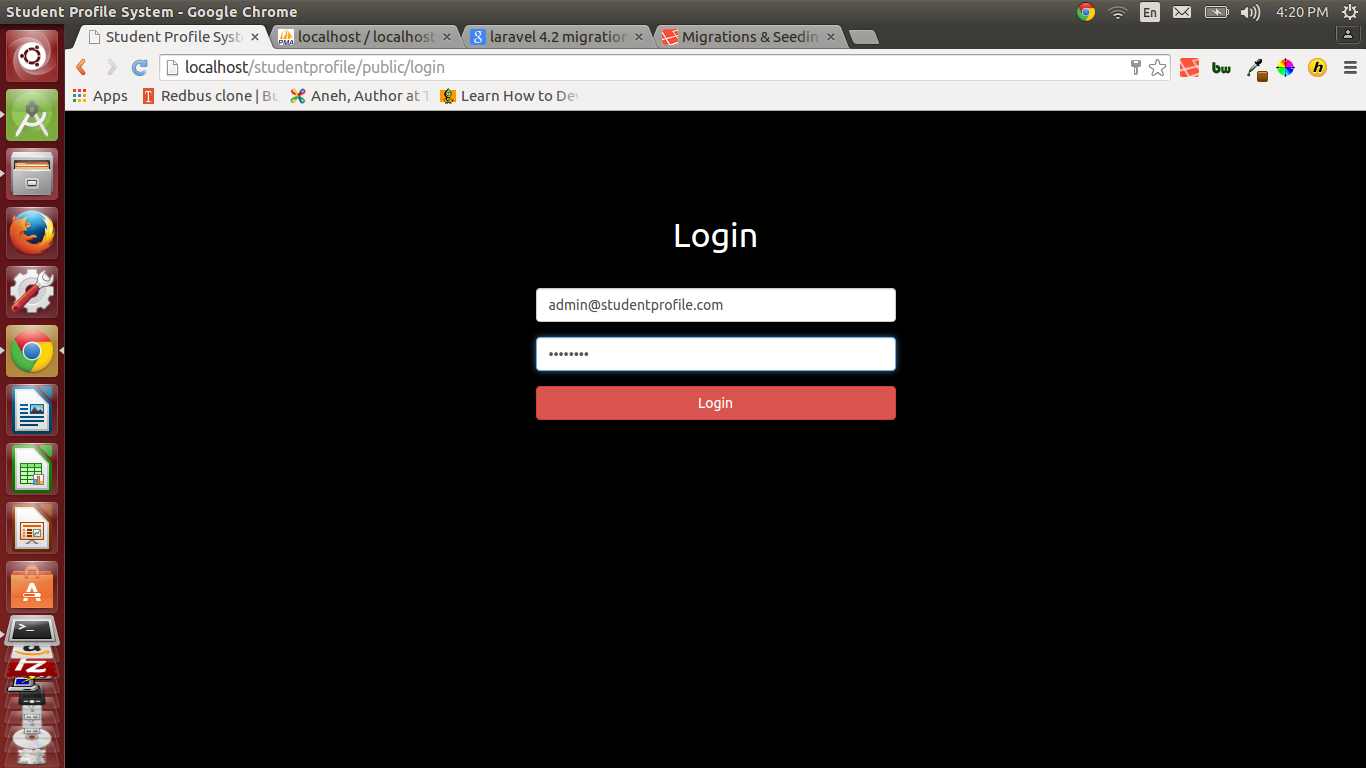 Student Profile System - Google Chrome
En
4:20 PM
Student Profile Syst
PMA
localhost / localhost
8
laravel 4.2 migration
Migrations & Seedin
localhost/studentprofile/public/login
bw
h
Apps
Redbus clone | Bu
Aneh, Author at T
Learn How to Dev
Login
admin@studentprofile.com
••••••••
Login